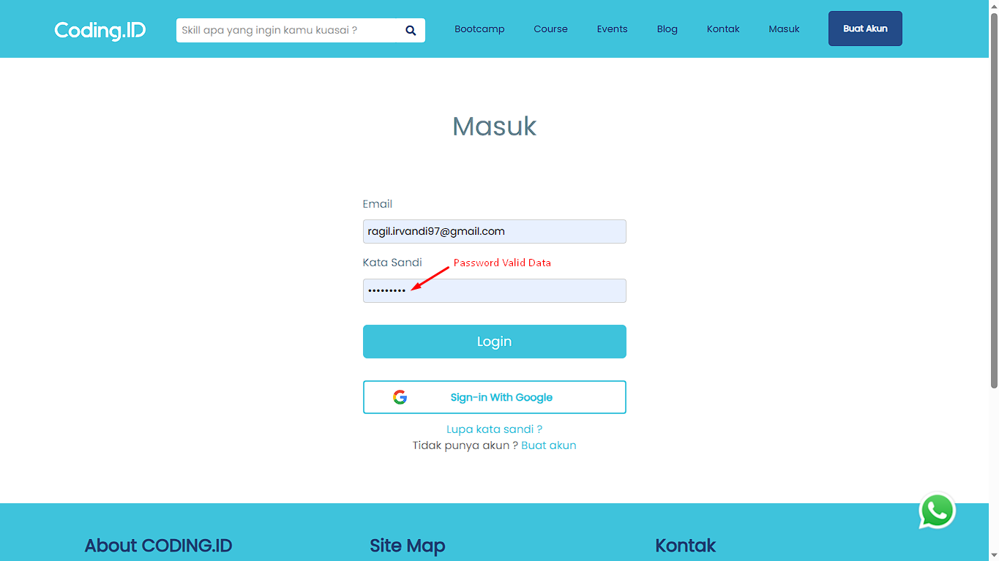 Coding.ID
Skill apa yang ingin kamu kuasai ?
Bootcamp
Course
Events
Blog
Kontak
Masuk
Buat Akun
Masuk
Email
ragil.irvandi97@gmail.com
Kata Sandi
Password Valid Data
•••••••••
Login
Sign-in With Google
Lupa kata sandi ?
Tidak punya akun ? Buat akun
About CODING.ID
Site Map
Kontak